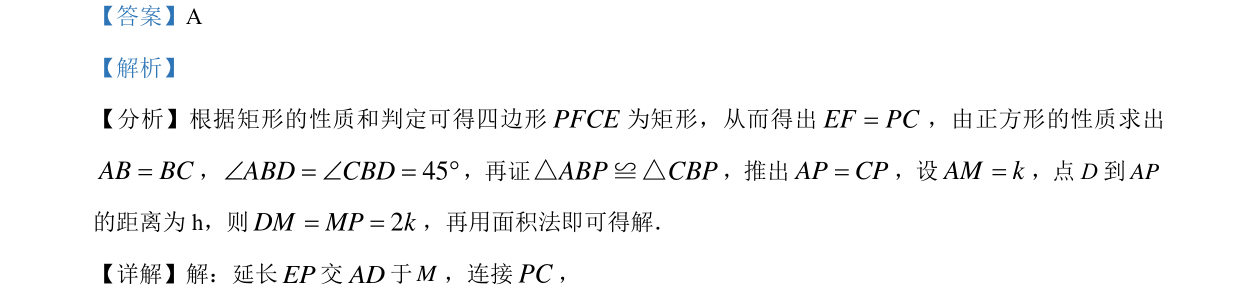 【答案】A
【解析】
【分析】根据矩形的性质和判定可得四边形 PFCE 为矩形，从而得出 EF = PC ，由正方形的性质求出
AB = BC ，∠ABD = ∠CBD = 45°，再证△ABP ≌ △CBP，推出 AP = CP ，设 AM = k ，点 D 到 AP
的距离为 h，则 DM = MP = 2k ，再用面积法即可得解．
【详解】解：延长 EP 交 AD 于 M ，连接 PC ，